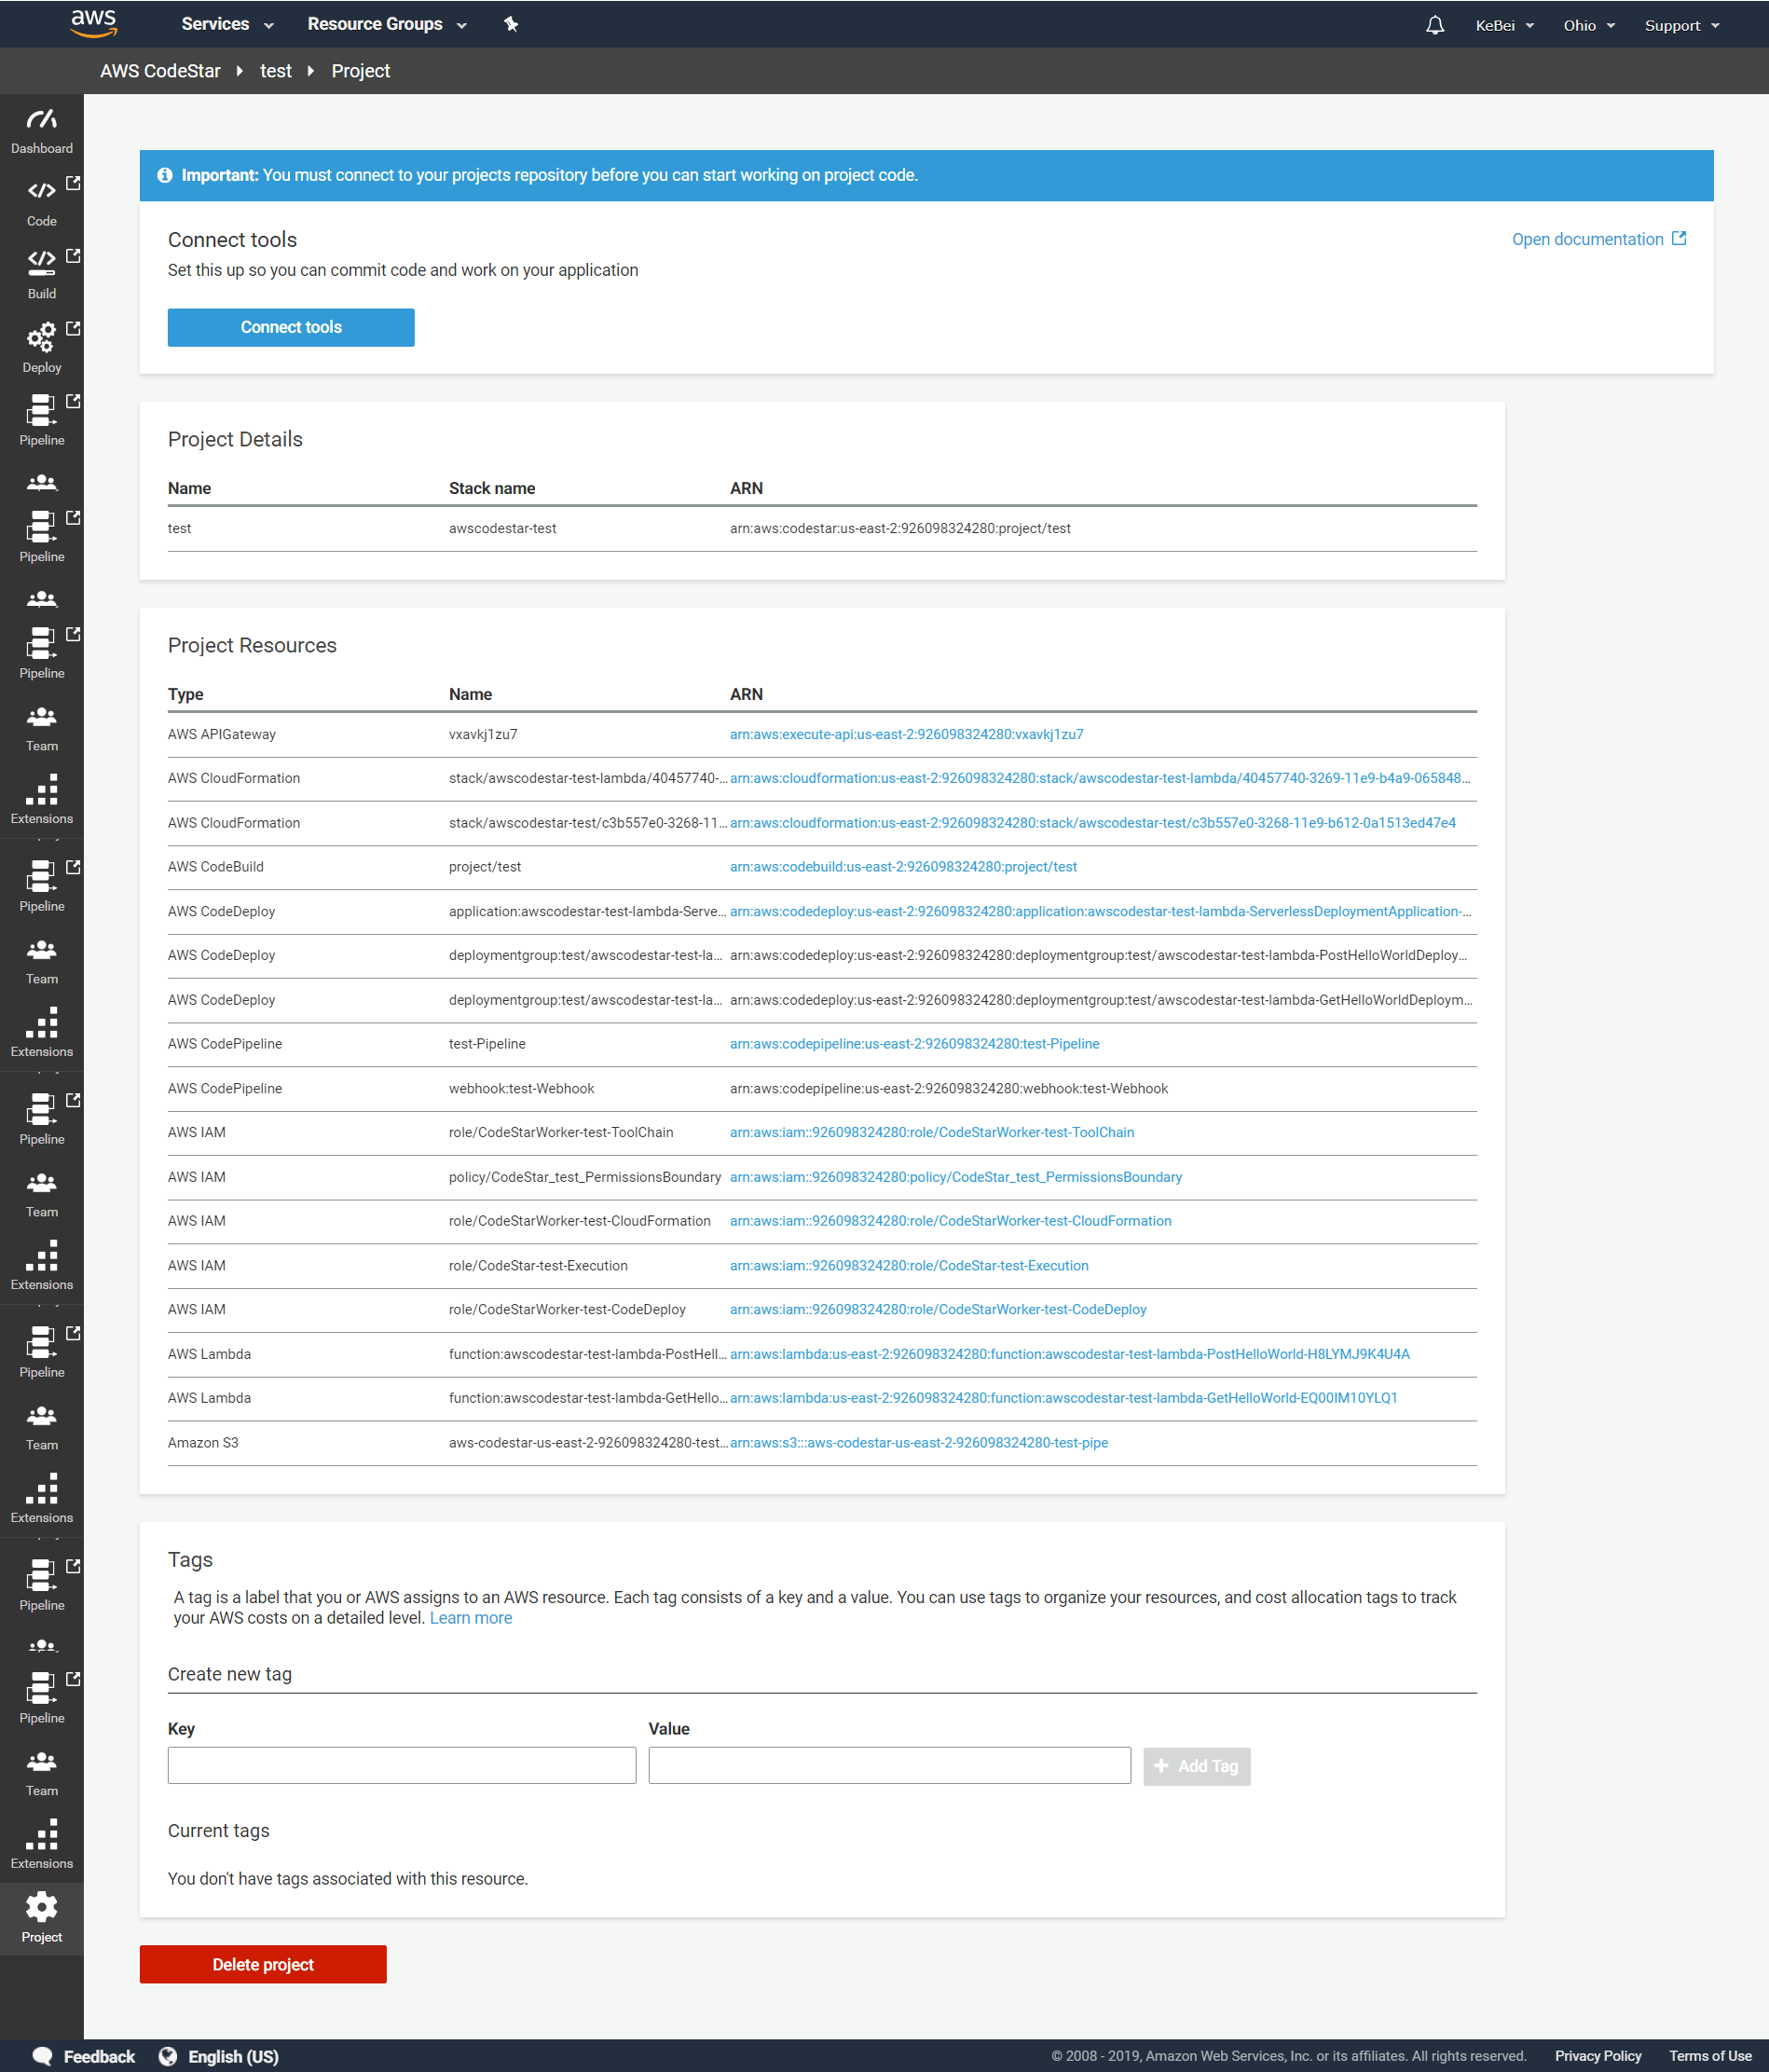 aws
Services
Resource Groups
KeBei
Ohio
Support
AWS CodeStar
test
Project
Dashboard
Code
Build
Deploy
Pipeline
Pipeline
Pipeline
Team
Extensions
Pipeline
Team
Extensions
Pipeline
Team
Extensions
Pipeline
Team
Extensions
Pipeline
Pipeline
Team
Extensions
Project
Important: You must connect to your projects repository before you can start working on project code.
Connect tools
Open documentation
Set this up so you can commit code and work on your application
Connect tools
Project Details
Name Stack name ARN
test awscodestar-test arn:aws:codestar:us-east-2:926098324280:project/test
Project Resources
Type Name ARN
AWS APIGateway vxavkj1zu7 arn:aws:execute-api:us-east-2:926098324280:vxavkj1zu7
AWS CloudFormation stack/awscodestar-test-lambda/40457740-... arn:aws:cloudformation:us-east-2:926098324280:stack/awscodestar-test-lambda/40457740-3269-11e9-b4a9-065848...
AWS CloudFormation stack/awscodestar-test/c3b557e0-3268-11... arn:aws:cloudformation:us-east-2:926098324280:stack/awscodestar-test/c3b557e0-3268-11e9-b612-0a1513ed47e4
AWS CodeBuild project/test arn:aws:codebuild:us-east-2:926098324280:project/test
AWS CodeDeploy application:awscodestar-test-lambda-Serve... arn:aws:codedeploy:us-east-2:926098324280:application:awscodestar-test-lambda-ServerlessDeploymentApplication-...
AWS CodeDeploy deploymentgroup:test/awscodestar-test-la... arn:aws:codedeploy:us-east-2:926098324280:deploymentgroup:test/awscodestar-test-lambda-PostHelloWorldDeploy...
AWS CodeDeploy deploymentgroup:test/awscodestar-test-la... arn:aws:codedeploy:us-east-2:926098324280:deploymentgroup:test/awscodestar-test-lambda-GetHelloWorldDeploym...
AWS CodePipeline test-Pipeline arn:aws:codepipeline:us-east-2:926098324280:test-Pipeline
AWS CodePipeline webhook:test-Webhook arn:aws:codepipeline:us-east-2:926098324280:webhook:test-Webhook
AWS IAM role/CodeStarWorker-test-ToolChain arn:aws:iam::926098324280:role/CodeStarWorker-test-ToolChain
AWS IAM policy/CodeStar_test_PermissionsBoundary arn:aws:iam::926098324280:policy/CodeStar_test_PermissionsBoundary
AWS IAM role/CodeStarWorker-test-CloudFormation arn:aws:iam::926098324280:role/CodeStarWorker-test-CloudFormation
AWS IAM role/CodeStar-test-Execution arn:aws:iam::926098324280:role/CodeStar-test-Execution
AWS IAM role/CodeStarWorker-test-CodeDeploy arn:aws:iam::926098324280:role/CodeStarWorker-test-CodeDeploy
AWS Lambda function:awscodestar-test-lambda-PostHell... arn:aws:lambda:us-east-2:926098324280:function:awscodestar-test-lambda-PostHelloWorld-H8LYMJ9K4U4A
AWS Lambda function:awscodestar-test-lambda-GetHello... arn:aws:lambda:us-east-2:926098324280:function:awscodestar-test-lambda-GetHelloWorld-EQ00IM10YLQ1
Amazon S3 aws-codestar-us-east-2-926098324280-test... arn:aws:s3:::aws-codestar-us-east-2-926098324280-test-pipe
Tags
A tag is a label that you or AWS assigns to an AWS resource. Each tag consists of a key and a value. You can use tags to organize your resources, and cost allocation tags to track
your AWS costs on a detailed level. Learn more
Create new tag
Key Value
Add Tag
Current tags
You don't have tags associated with this resource.
Delete project
Feedback
English (US)
© 2008 - 2019, Amazon Web Services, Inc. or its affiliates. All rights reserved.
Privacy Policy
Terms of Use